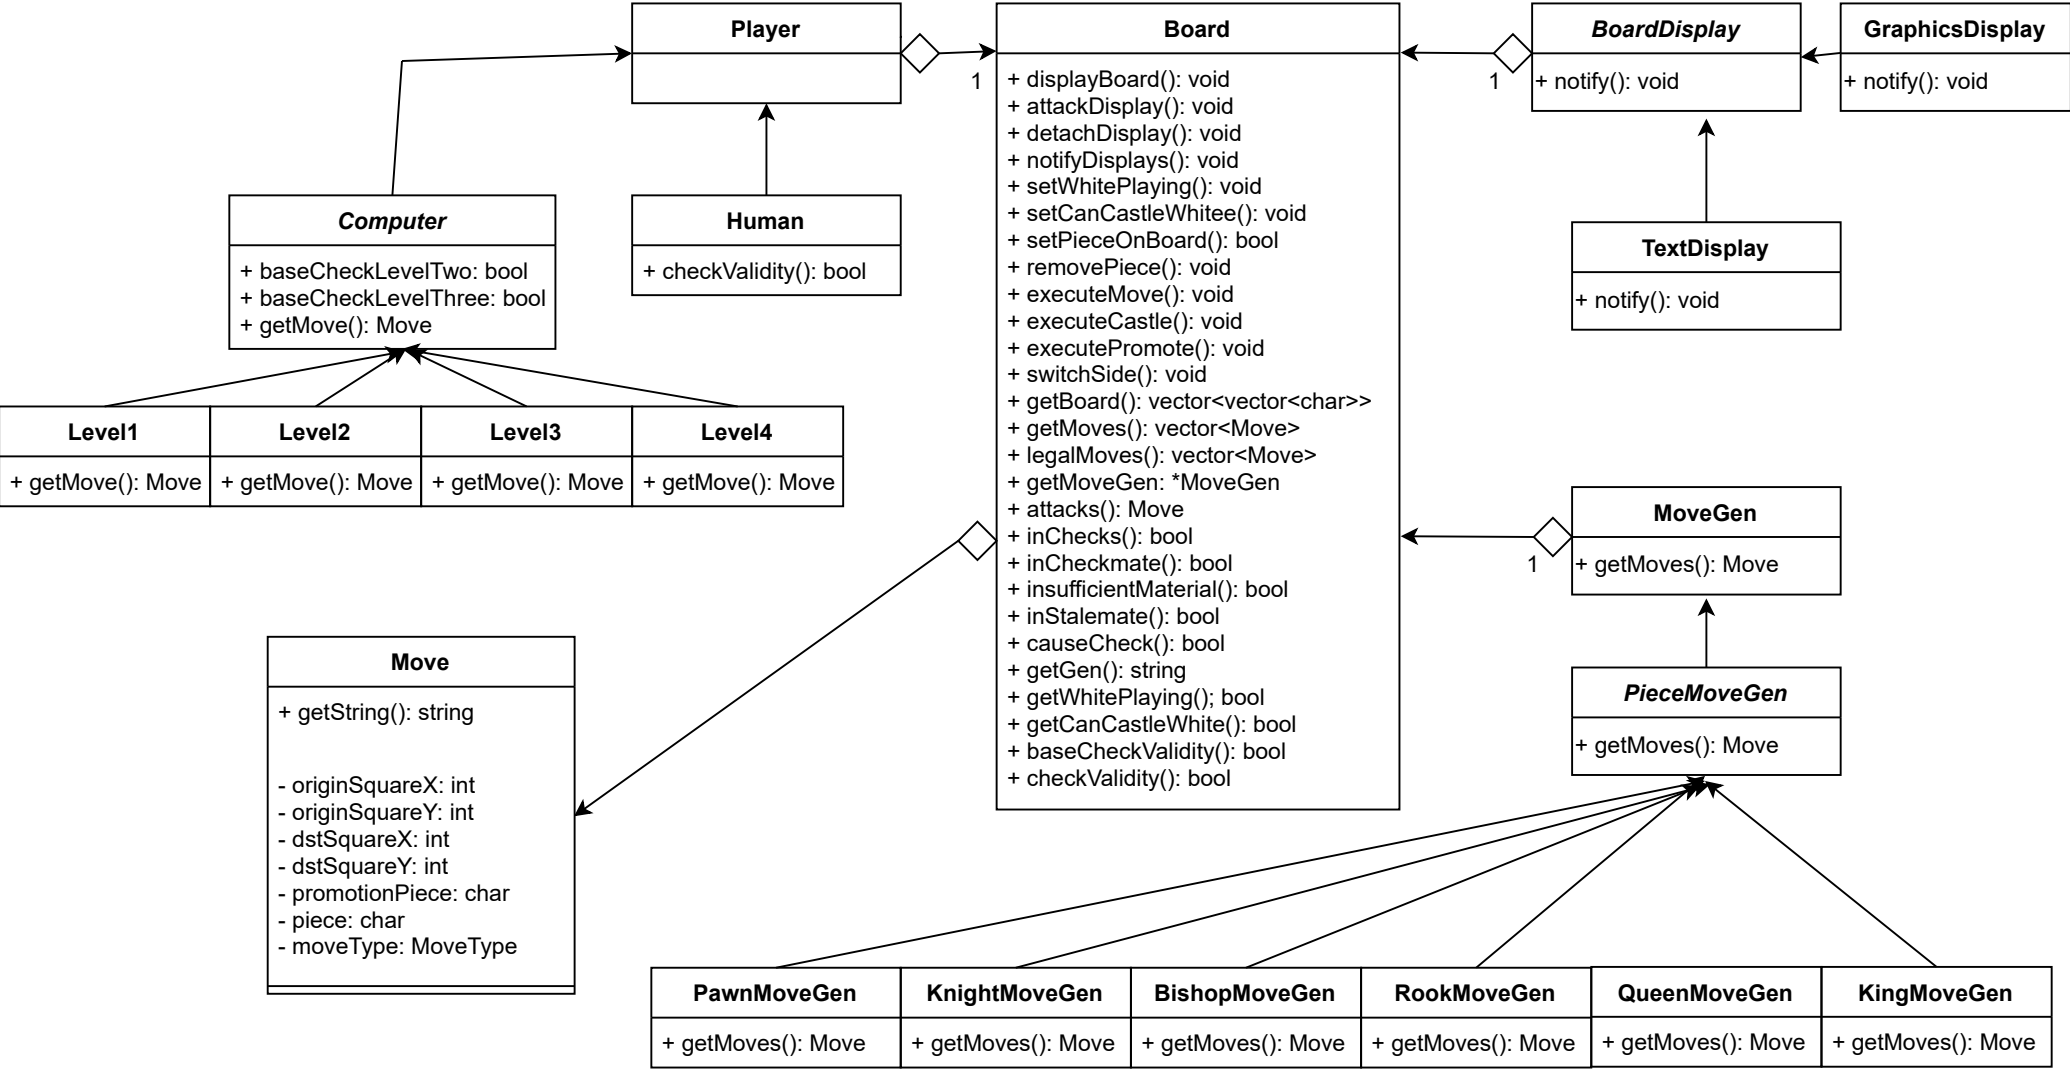 Player
1
Computer
+ baseCheckLevelTwo: bool
+ baseCheckLevelThree: bool
+ getMove(): Move
Human
+ checkValidity(): bool
Level1
+ getMove(): Move
Level2
+ getMove(): Move
Level3
+ getMove(): Move
Level4
+ getMove(): Move
Move
+ getString(): string
- originSquareX: int
- originSquareY: int
- dstSquareX: int
- dstSquareY: int
- promotionPiece: char
- piece: char
- moveType: MoveType
Board
+ displayBoard(): void
+ attackDisplay(): void
+ detachDisplay(): void
+ notifyDisplays(): void
+ setWhitePlaying(): void
+ setCanCastleWhitee(): void
+ setPieceOnBoard(): bool
+ removePiece(): void
+ executeMove(): void
+ executeCastle(): void
+ executePromote(): void
+ switchSide(): void
+ getBoard(): vector<vector<char>>
+ getMoves(): vector<Move>
+ legalMoves(): vector<Move>
+ getMoveGen: *MoveGen
+ attacks(): Move
+ inChecks(): bool
+ inCheckmate(): bool
+ insufficientMaterial(): bool
+ inStalemate(): bool
+ causeCheck(): bool
+ getGen(): string
+ getWhitePlaying(); bool
+ getCanCastleWhite(): bool
+ baseCheckValidity(): bool
+ checkValidity(): bool
1
BoardDisplay
+ notify(): void
GraphicsDisplay
+ notify(): void
TextDisplay
+ notify(): void
1
MoveGen
+ getMoves(): Move
PieceMoveGen
+ getMoves(): Move
PawnMoveGen
+ getMoves(): Move
KnightMoveGen
+ getMoves(): Move
BishopMoveGen
+ getMoves(): Move
RookMoveGen
+ getMoves(): Move
QueenMoveGen
+ getMoves(): Move
KingMoveGen
+ getMoves(): Move